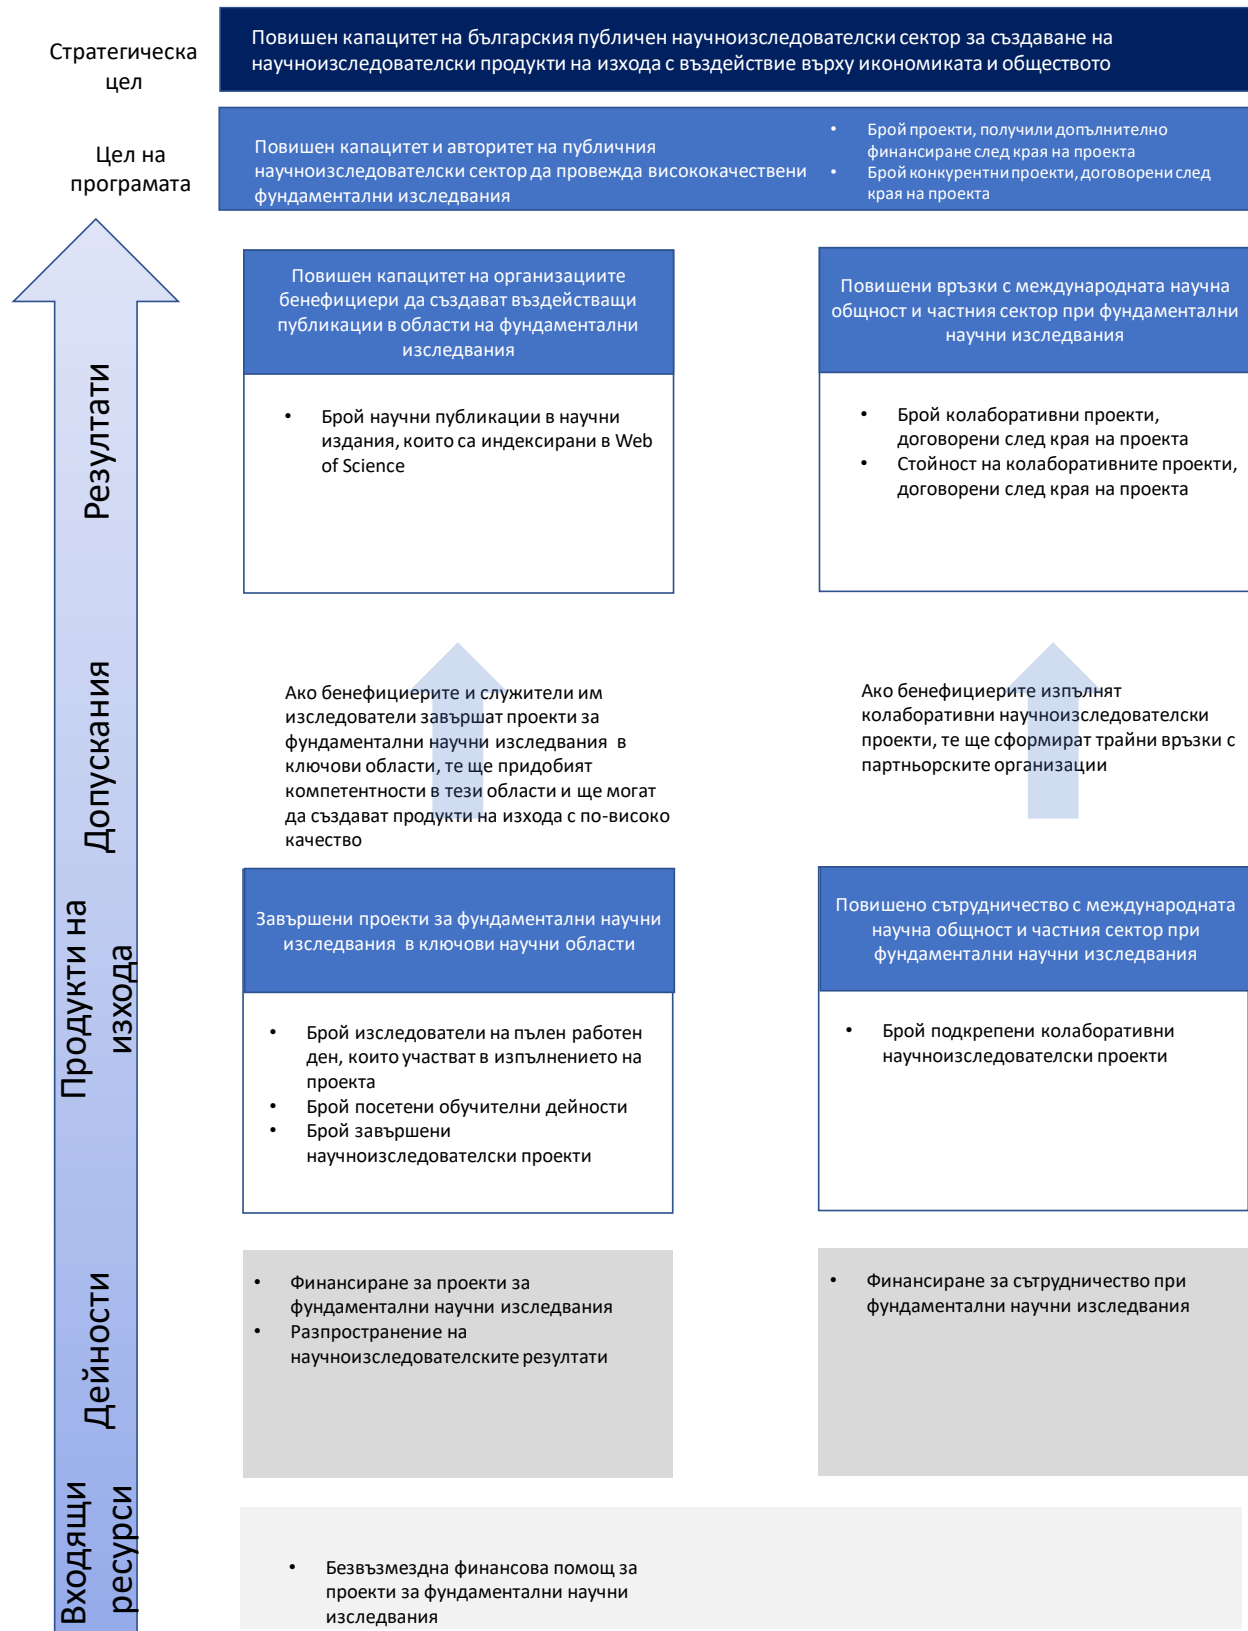 Стратегическа
цел
Повишен капацитет на българския публичен научноизследователски сектор за създаване на
научноизследователски продукти на изхода с въздействие върху икономиката и обществото
Цел на
програмата
Повишен капацитет и авторитет на публичния
научноизследователски сектор да провежда висококачествени
фундаментални изследвания
• Брой проекти, получили допълнително
финансиране след края на проекта
• Брой конкурентни проекти, договорени след
края на проекта
Резултати
Повишен капацитет на организациите
бенефициери да създават въздействащи
публикации в области на фундаментални
изследвания
• Брой научни публикации в научни
издания, които са индексирани в Web
of Science
Повишени връзки с международната научна
общност и частния сектор при фундаментални
научни изследвания
• Брой колаборативни проекти,
договорени след края на проекта
• Стойност на колаборативните проекти,
договорени след края на проекта
Допускания
Ако бенефициерите и служители им
изследователи завършат проекти за
фундаментални научни изследвания в
ключови области, те ще придобият
компетентности в тези области и ще могат
да създават продукти на изхода с по-високо
качество
Ако бенефициерите изпълнят
колаборативни научноизследователски
проекти, те ще сформират трайни връзки с
партньорските организации
Продукти на
изхода
Завършени проекти за фундаментални научни
изследвания в ключови научни области
• Брой изследователи на пълен работен
ден, които участват в изпълнението на
проекта
• Брой посетени обучителни дейности
• Брой завършени
научноизследователски проекти
Повишено сътрудничество с международната
научна общност и частния сектор при
фундаментални научни изследвания
• Брой подкрепени колаборативни
научноизследователски проекти
Дейности
• Финансиране за проекти за
фундаментални научни изследвания
• Разпространение на
научноизследователските резултати
• Финансиране за сътрудничество при
фундаментални научни изследвания
Входящи
ресурси
• Безвъзмездна финансова помощ за
проекти за фундаментални научни
изследвания